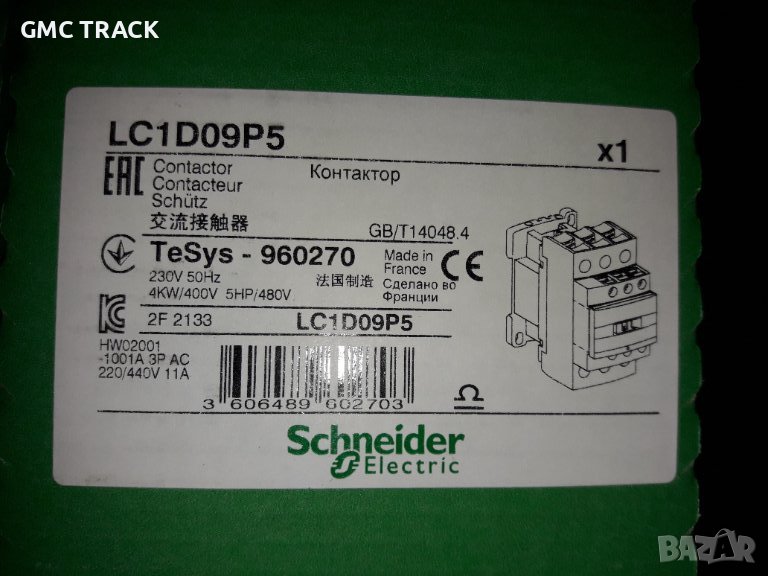 GMC TRACK
LC1D09P5
x1
EAC
Contactor
Контактор
Contacteur
Schütz
交流接触器
GB/T14048.4
TeSys - 960270
Made in
France
CE
230V 50Hz
法国制造
Сделано во
Франции
4KW/400V 5HP/480V
2F 2133
LC1D09P5
HW02001
-1001A 3P AC
220/440V 11A
3 606489 602703
Schneider
Electric
BAZAR